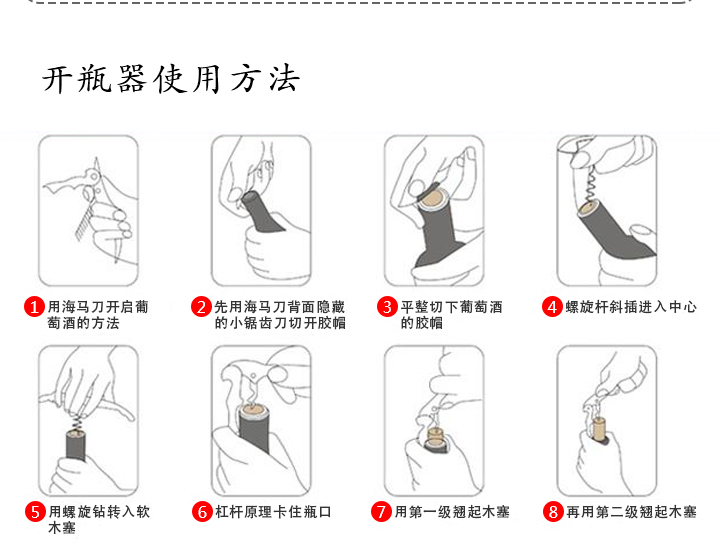 开瓶器使用方法
1 用海马刀开启葡
萄酒的方法
2 先用海马刀背面隐藏
的小锯齿刀切开胶帽
3 平整切下葡萄酒
的胶帽
4 螺旋杆斜插进入中心
5 用螺旋钻转入软
木塞
6 杠杆原理卡住瓶口
7 用第一级翘起木塞
8 再用第二级翘起木塞